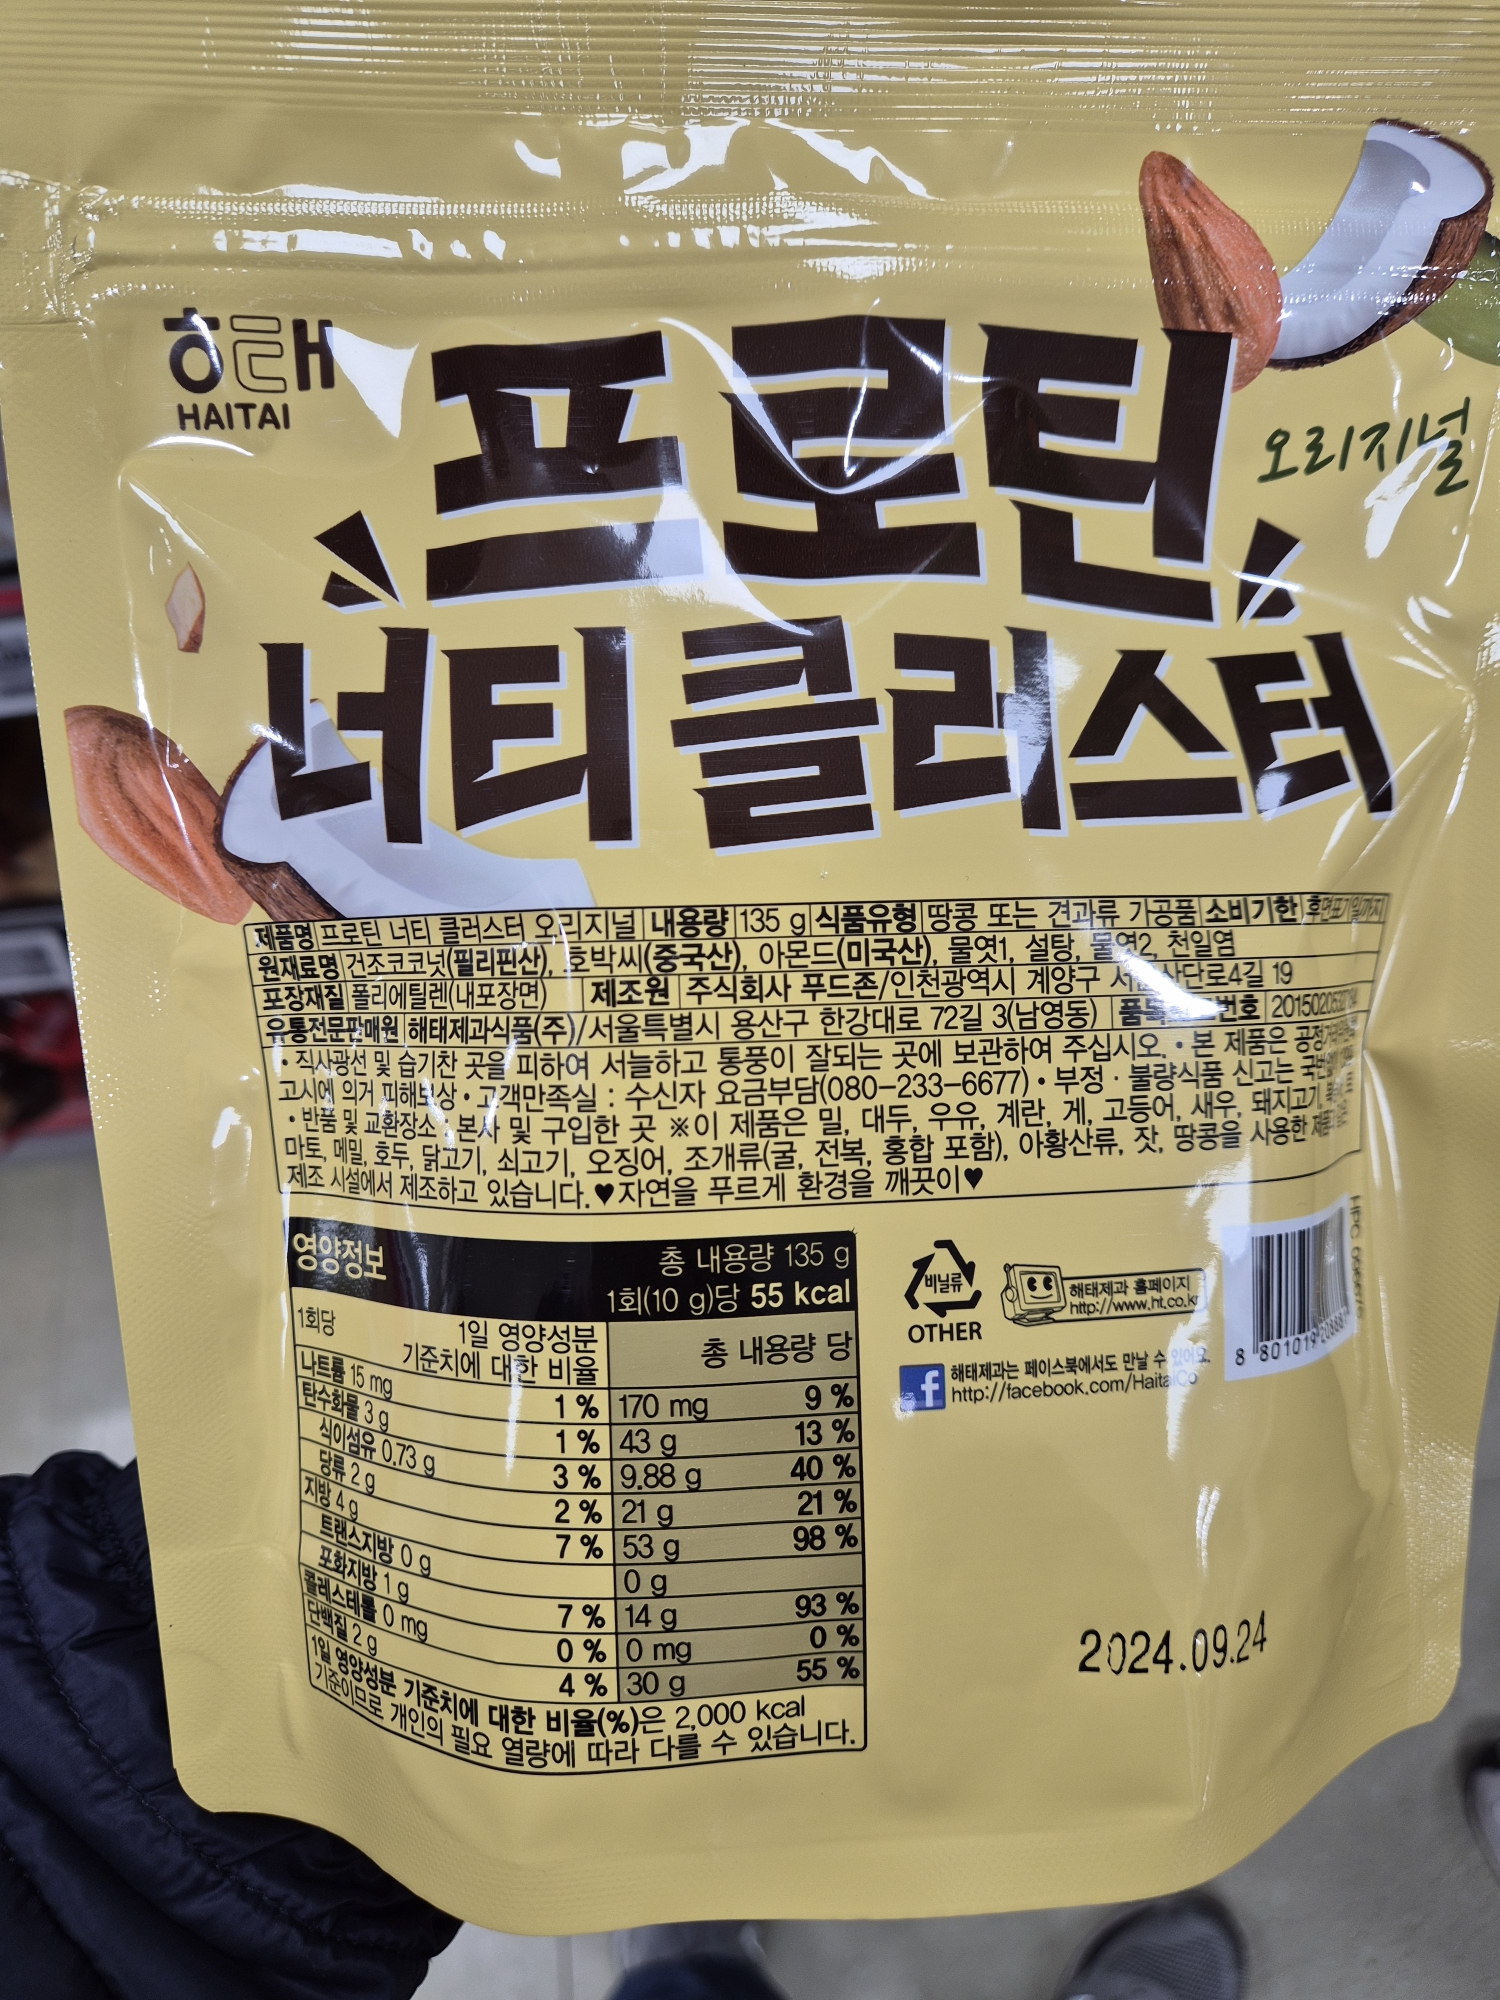 해태
HAITAI
프로틴
오리지널
너티 클러스터
제품명 프로틴 너티 클러스터 오리지널 내용량 135 g 식품유형 땅콩 또는 견과류 가공품 소비기한 후면표기일까지
원재료명 건조코코넛(필리핀산), 호박씨(중국산), 아몬드(미국산), 물엿1, 설탕, 물엿2, 천일염
포장재질 폴리에틸렌(내포장면) 제조원 주식회사 푸드존/인천광역시 계양구 산단로4길 19
유통전문판매원 해태제과식품(주)/서울특별시 용산구 한강대로 72길 3(남영동) 번호
• 직사광선 및 습기찬 곳을 피하여 서늘하고 통풍이 잘되는 곳에 보관하여 주십시오. • 본 제품은
고시에 의거 피해보상 • 고객만족실 : 수신자 요금부담(080-233-6677) • 부정 · 불량식품 신고는
• 반품 및 교환장소 : 본사 및 구입한 곳 ※이 제품은 밀, 대두, 우유, 계란, 게, 고등어, 새우, 돼지고기,
마토, 메밀, 호두, 닭고기, 쇠고기, 오징어, 조개류(굴, 전복, 홍합 포함), 아황산류, 잣, 땅콩을 사용한
제조 시설에서 제조하고 있습니다. ♥자연을 푸르게 환경을 깨끗이♥
영양정보 총 내용량 135 g
1회(10 g)당 55 kcal
1회당 1일 영양성분 기준치에 대한 비율 총 내용량 당
나트륨 15 mg 1 % 170 mg 9 %
탄수화물 3 g 1 % 43 g 13 %
식이섬유 0.73 g 3 % 9.88 g 40 %
당류 2 g 2 % 21 g 21 %
지방 4 g 7 % 53 g 98 %
트랜스지방 0 g 0 g
포화지방 1 g 7 % 14 g 93 %
콜레스테롤 0 mg 0 % 0 mg 0 %
단백질 2 g 4 % 30 g 55 %
1일 영양성분 기준치에 대한 비율(%)은 2,000 kcal
기준이므로 개인의 필요 열량에 따라 다를 수 있습니다.
비닐류
OTHER
해태제과 홈페이지
http://www.ht.co.kr
f
해태제과는 페이스북에서도 만날 수 있어요.
http://facebook.com/HaitaiCo
8 801019
2024.09.24